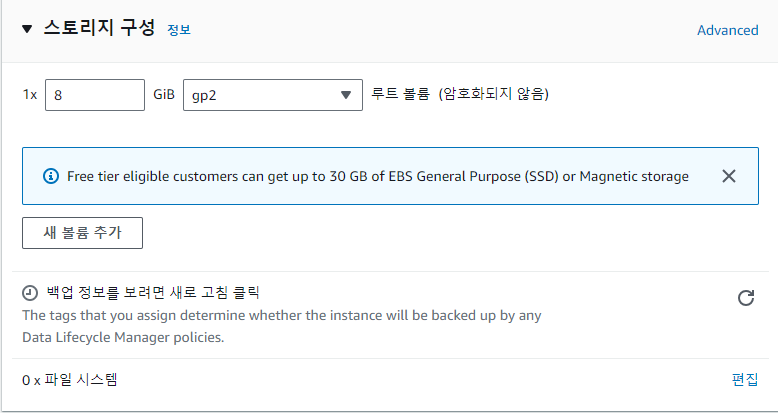 스토리지 구성 정보 Advanced
1x 8 GiB gp2 루트 볼륨 (암호화되지 않음)
Free tier eligible customers can get up to 30 GB of EBS General Purpose (SSD) or Magnetic storage
새 볼륨 추가
백업 정보를 보려면 새로 고침 클릭
The tags that you assign determine whether the instance will be backed up by any
Data Lifecycle Manager policies.
0 x 파일 시스템 편집